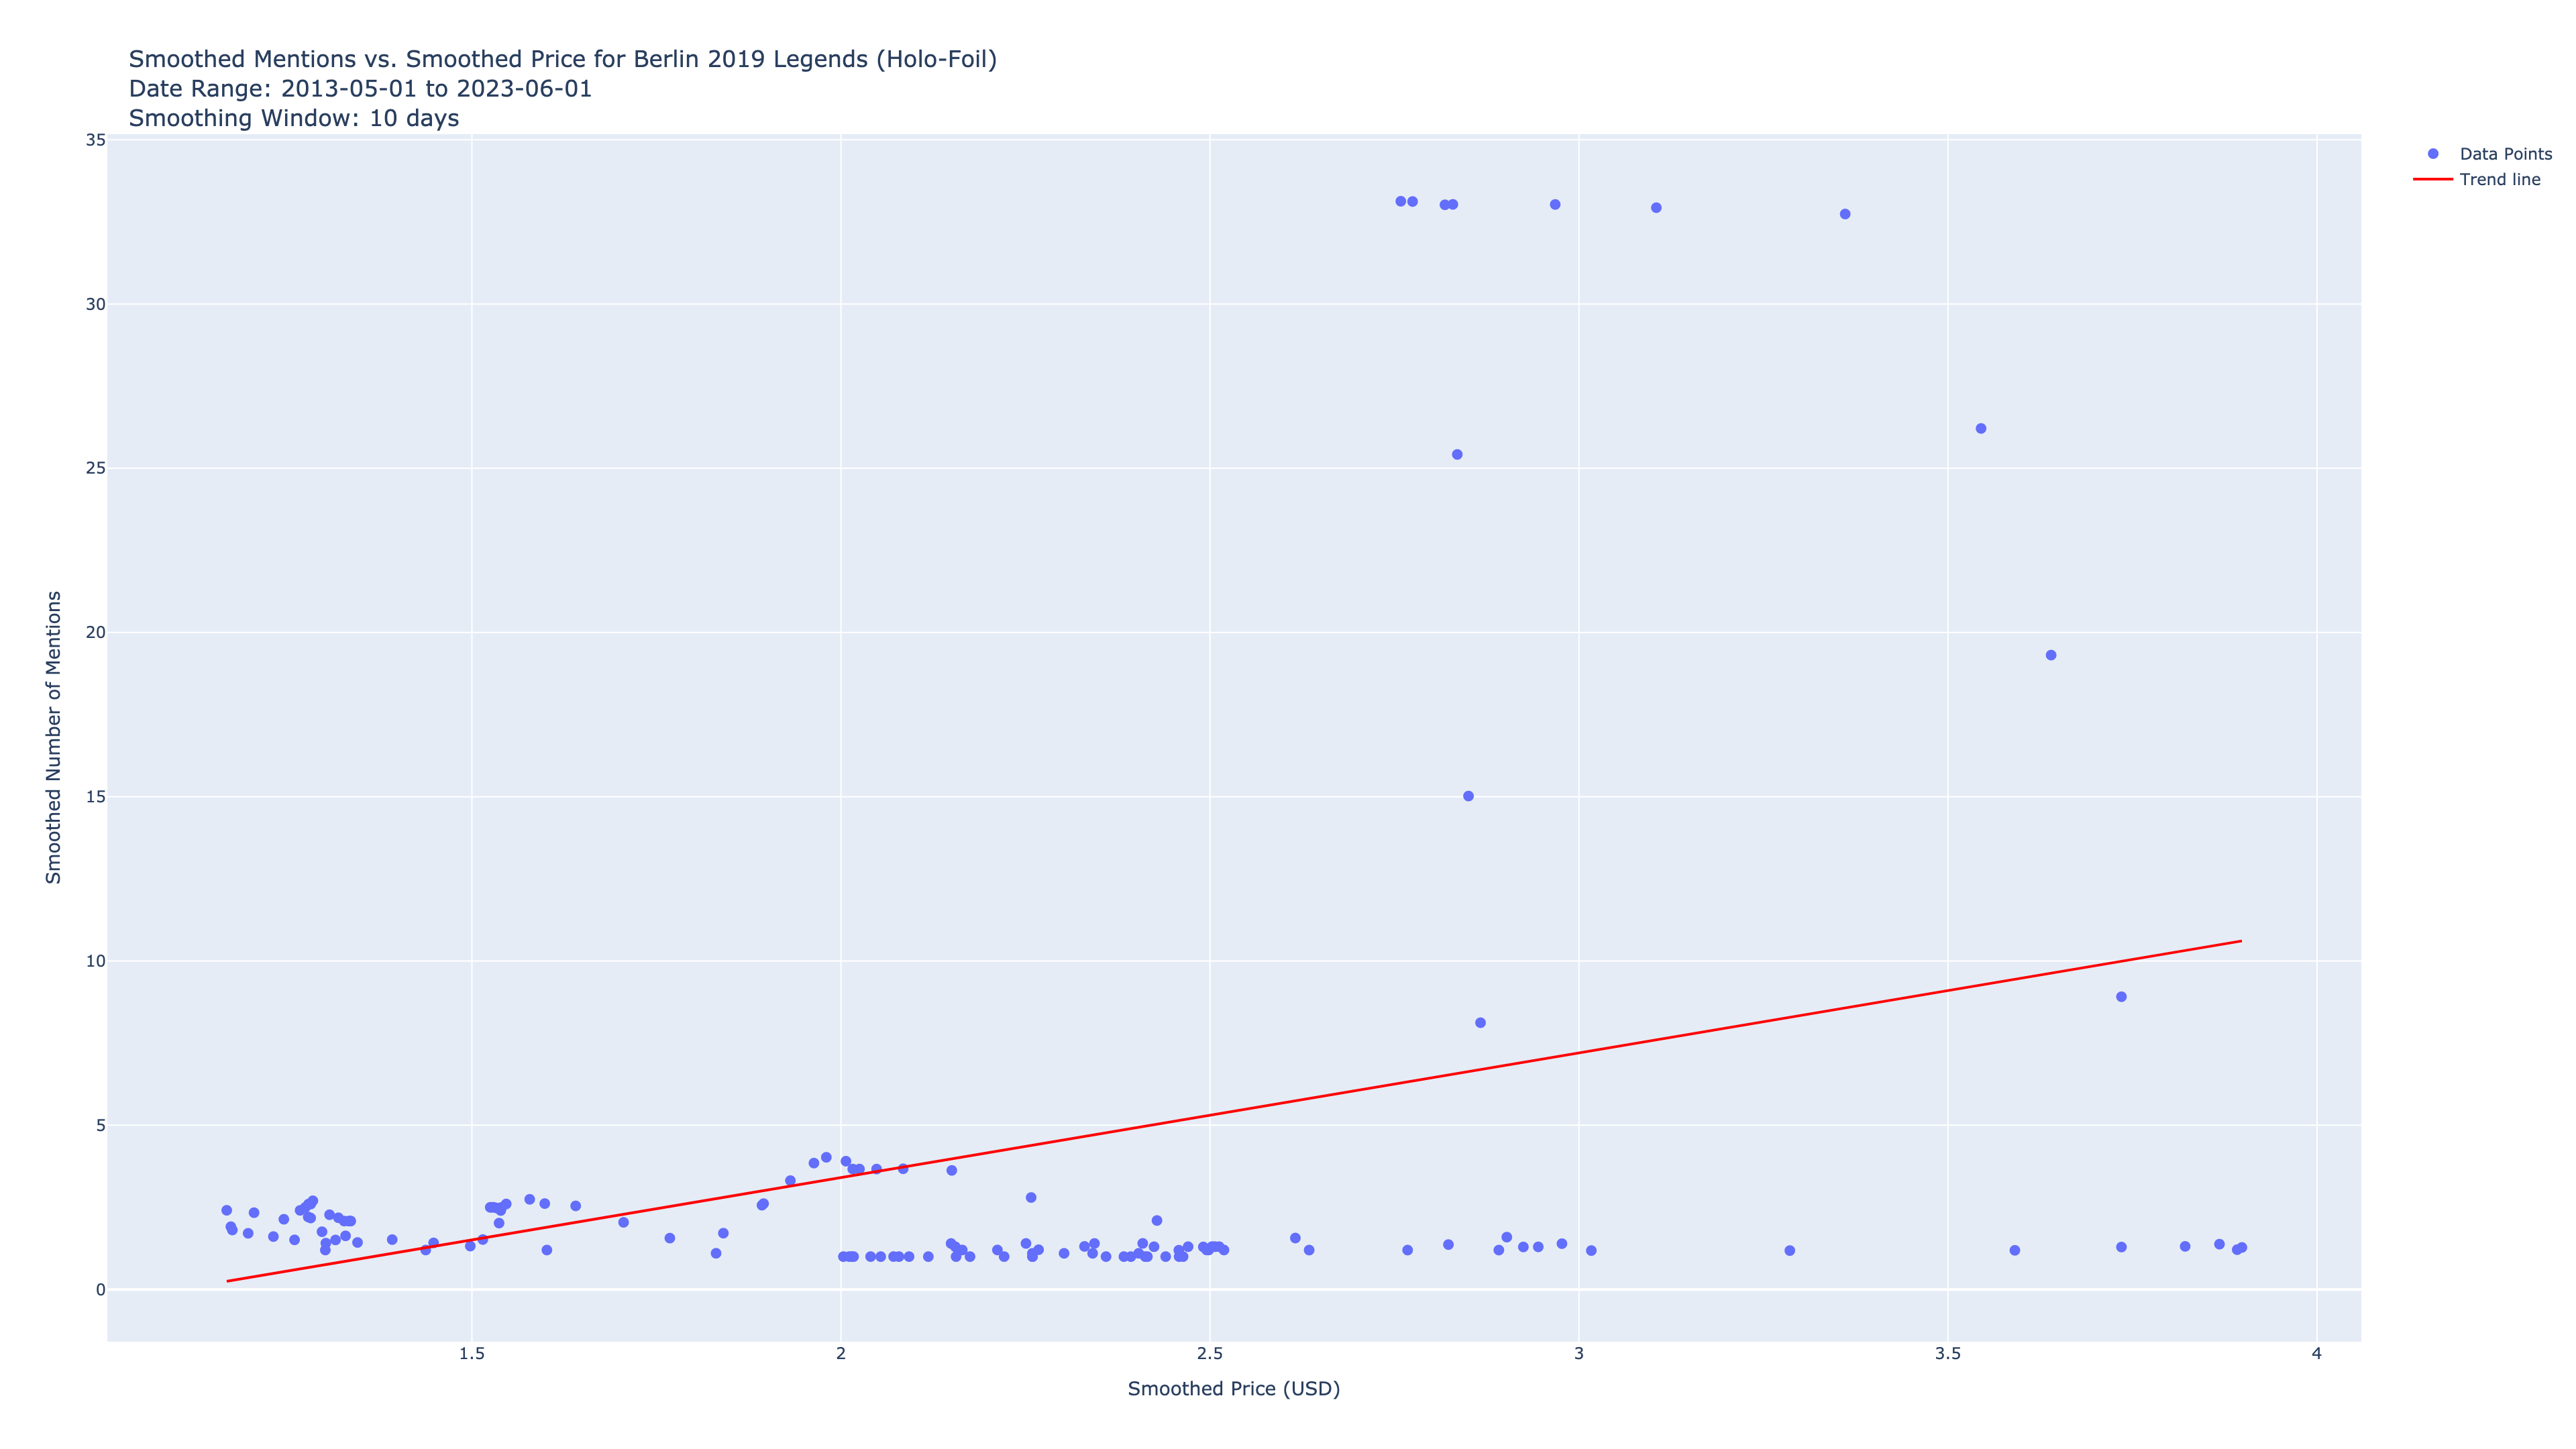 Smoothed Mentions vs. Smoothed Price for Berlin 2019 Legends (Holo-Foil)
Date Range: 2013-05-01 to 2023-06-01
Smoothing Window: 10 days
Data Points
Trend line
Smoothed Number of Mentions
35
30
25
20
15
10
5
0
1.5
2
2.5
3
3.5
4
Smoothed Price (USD)